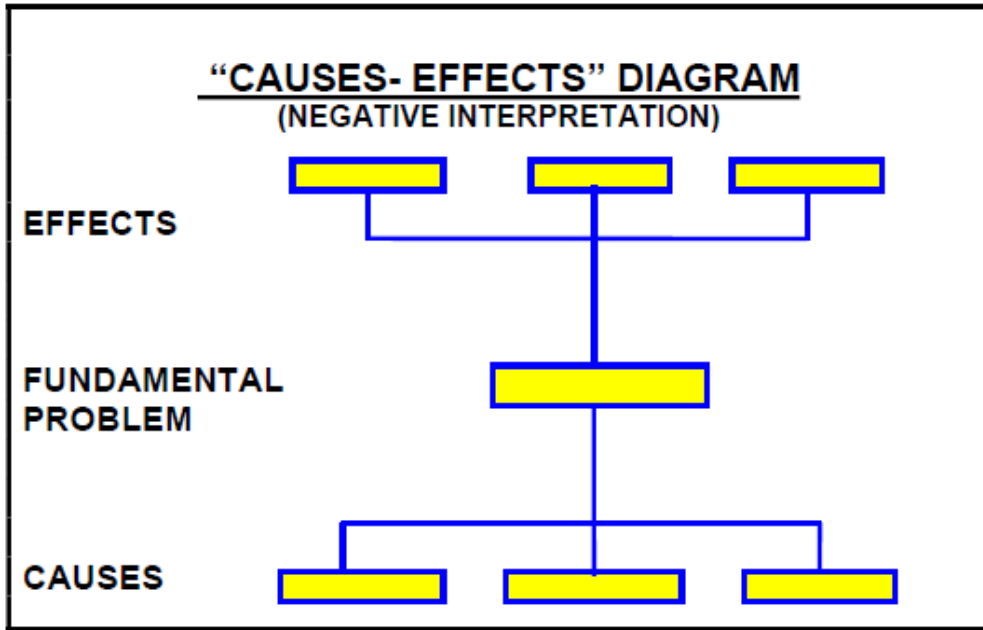 “CAUSES- EFFECTS” DIAGRAM
(NEGATIVE INTERPRETATION)
EFFECTS
FUNDAMENTAL
PROBLEM
CAUSES